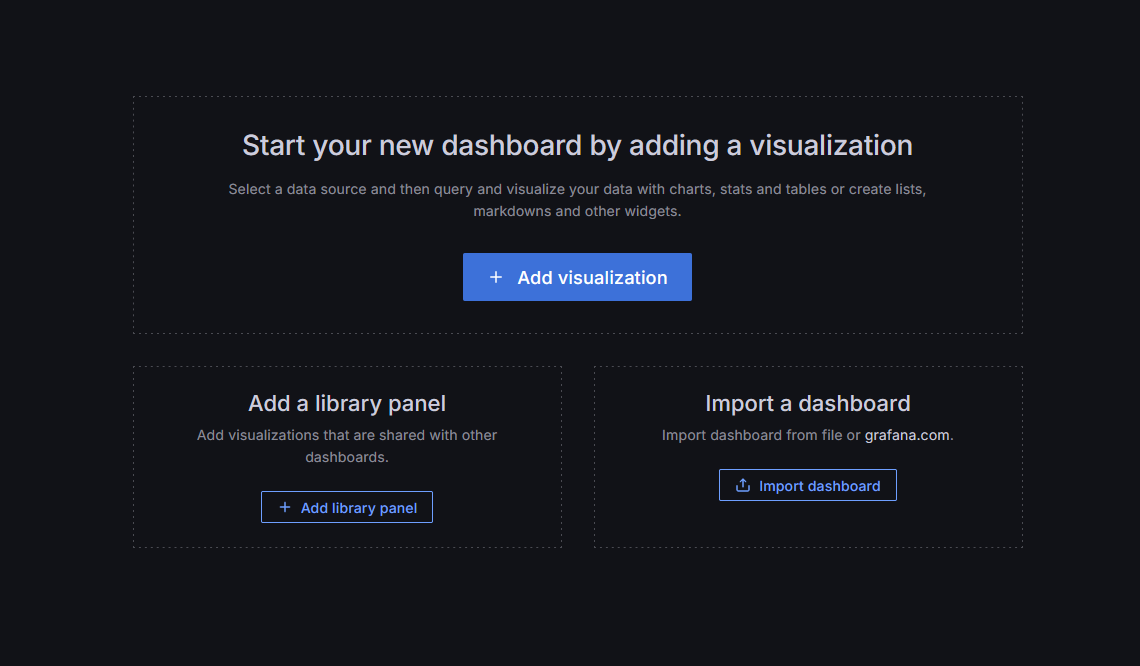 Start your new dashboard by adding a visualization
Select a data source and then query and visualize your data with charts, stats and tables or create lists,
markdowns and other widgets.
Add visualization
Add a library panel
Add visualizations that are shared with other
dashboards.
Add library panel
Import a dashboard
Import dashboard from file or grafana.com.
Import dashboard